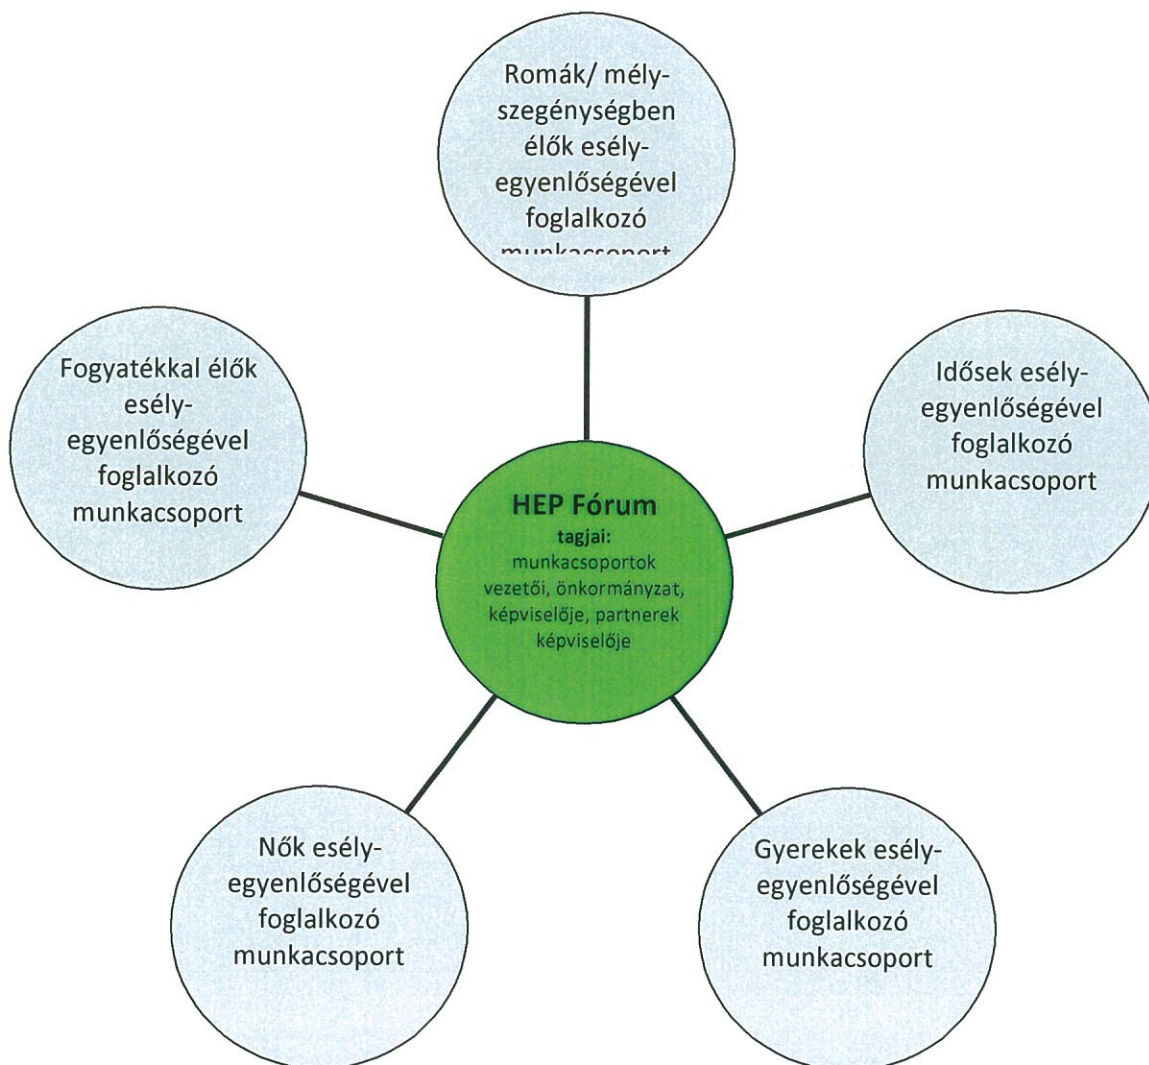 Romák/ mély-
szegénységben
élők esély-
egyenlőségével
foglalkozó
munkacsoport
Fogyatékkal élők
esély-
egyenlőségével
foglalkozó
munkacsoport
Idősek esély-
egyenlőségével
foglalkozó
munkacsoport
HEP Fórum
tagjai:
munkacsoportok
vezetői, önkormányzat,
képviselője, partnerek
képviselője
Nők esély-
egyenlőségével
foglalkozó
munkacsoport
Gyerekek esély-
egyenlőségével
foglalkozó
munkacsoport